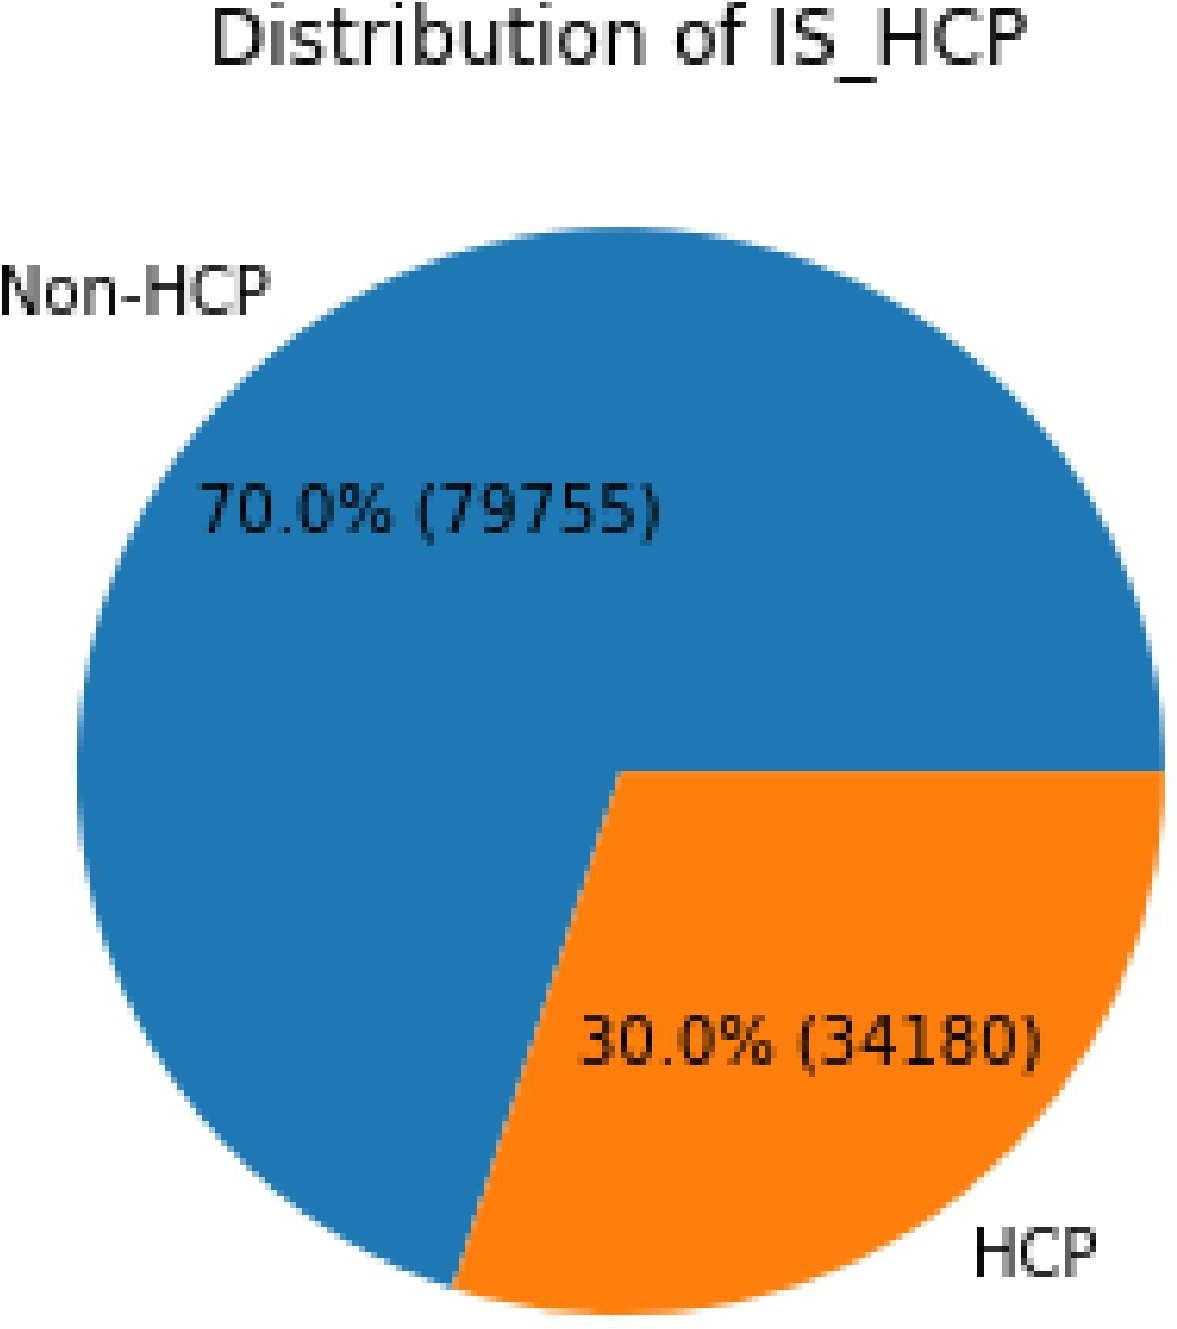 Distribution of IS_HCP
Non-HCP
70.0% (79755)
30.0% (34180)
HCP